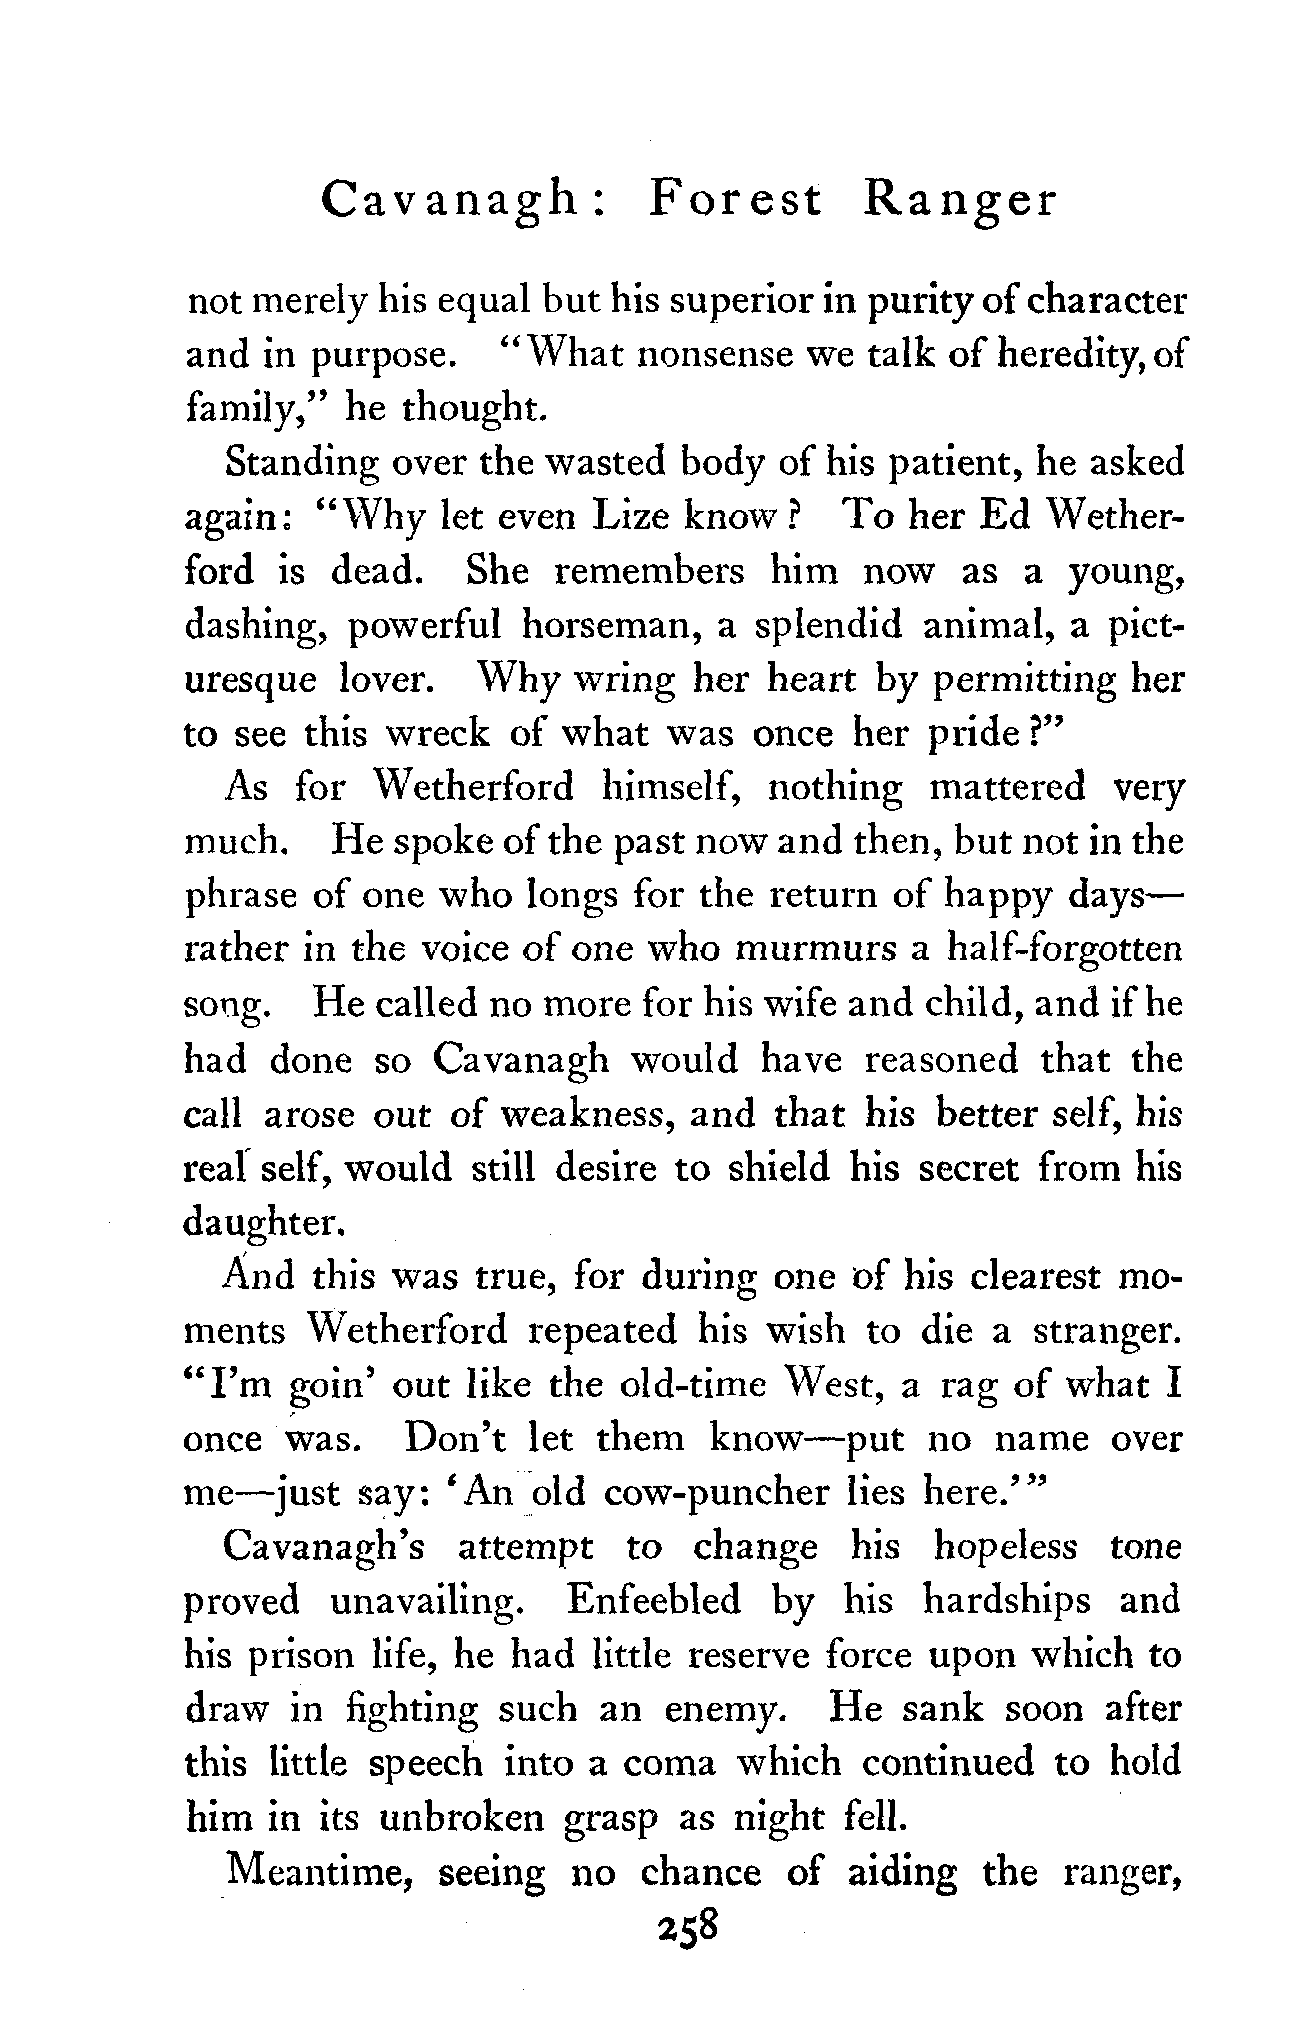 Cavanagh: Forest Ranger
not merely his equal but his superior in purity of character
and in purpose. "What nonsense we talk of heredity, of
family," he thought.
Standing over the wasted body of his patient, he asked
again: "Why let even Lize know? To her Ed Wether-
ford is dead. She remembers him now as a young,
dashing, powerful horseman, a splendid animal, a pict-
uresque lover. Why wring her heart by permitting her
to see this wreck of what was once her pride?"
As for Wetherford himself, nothing mattered very
much. He spoke of the past now and then, but not in the
phrase of one who longs for the return of happy days—
rather in the voice of one who murmurs a half-forgotten
song. He called no more for his wife and child, and if he
had done so Cavanagh would have reasoned that the
call arose out of weakness, and that his better self, his
real self, would still desire to shield his secret from his
daughter.
And this was true, for during one of his clearest mo-
ments Wetherford repeated his wish to die a stranger.
"I'm goin' out like the old-time West, a rag of what I
once was. Don't let them know—put no name over
me—just say: 'An old cow-puncher lies here.'"
Cavanagh's attempt to change his hopeless tone
proved unavailing. Enfeebled by his hardships and
his prison life, he had little reserve force upon which to
draw in fighting such an enemy. He sank soon after
this little speech into a coma which continued to hold
him in its unbroken grasp as night fell.
Meantime, seeing no chance of aiding the ranger,
258